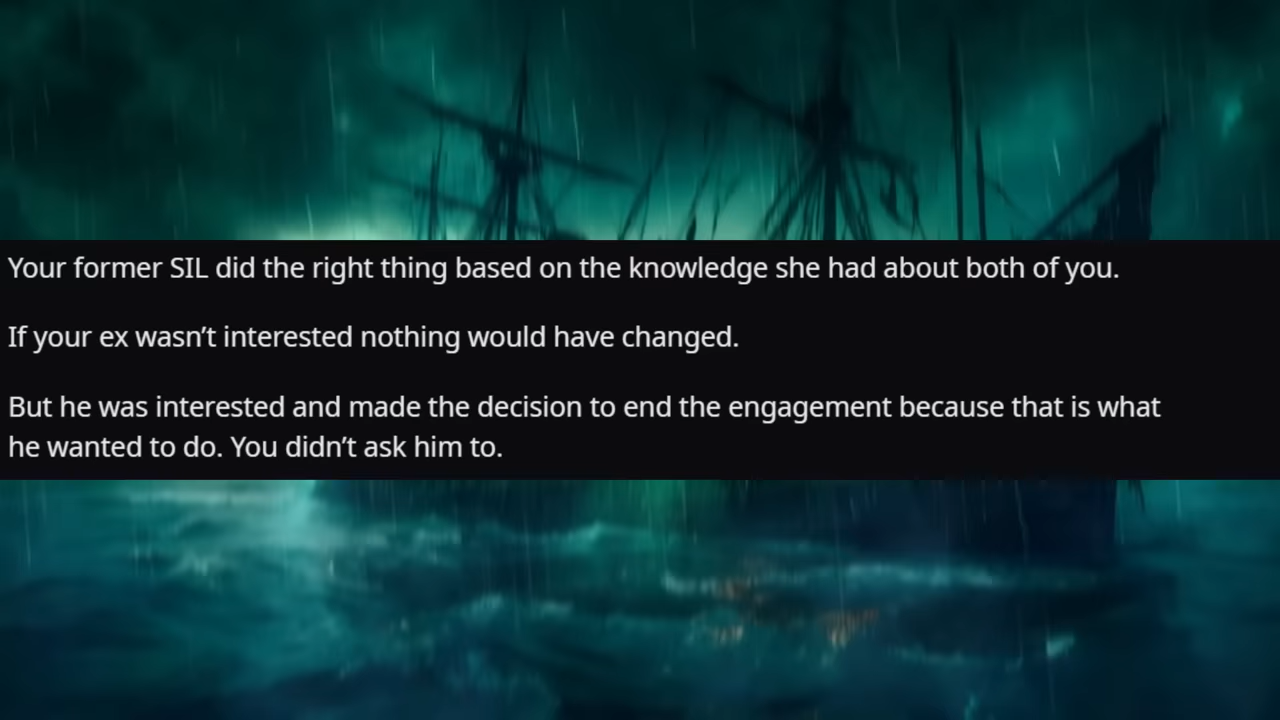 Your former SIL did the right thing based on the knowledge she had about both of you.
If your ex wasn’t interested nothing would have changed.
But he was interested and made the decision to end the engagement because that is what
he wanted to do. You didn’t ask him to.